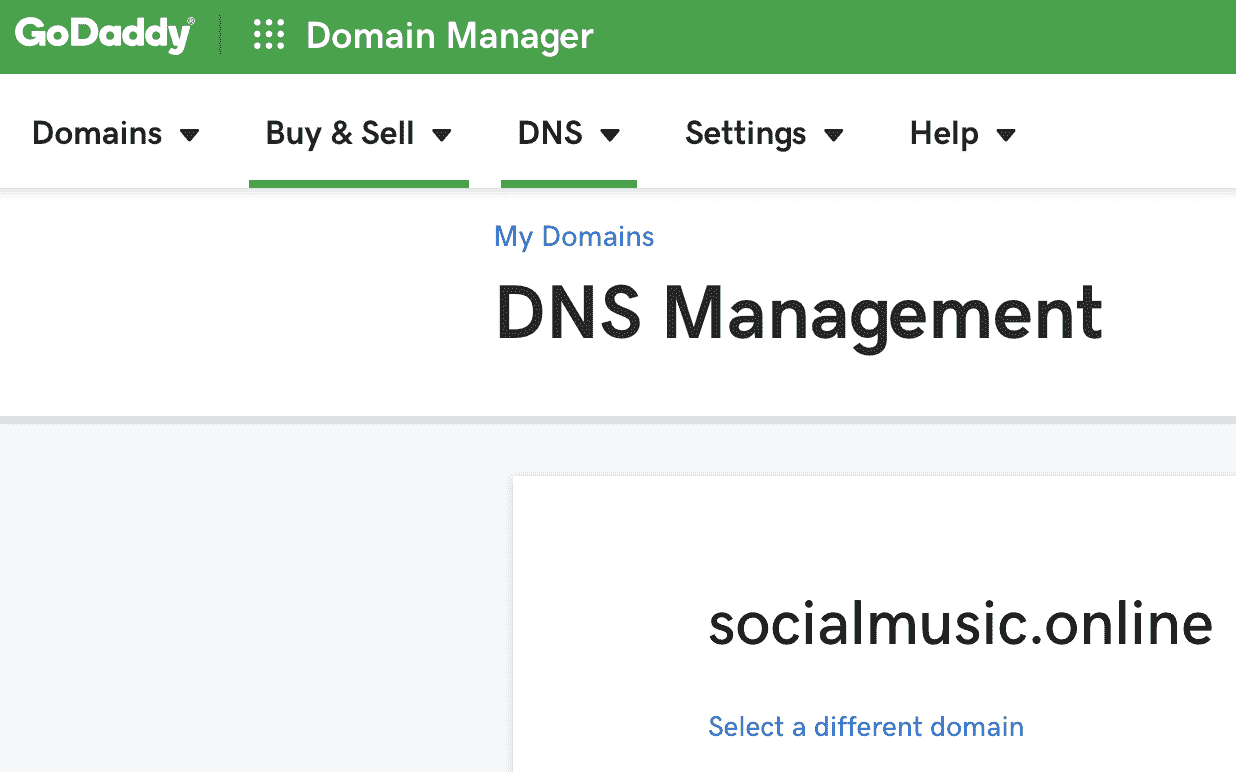 GoDaddy® Domain Manager
Domains Buy & Sell DNS Settings Help
My Domains
DNS Management
socialmusic.online
Select a different domain